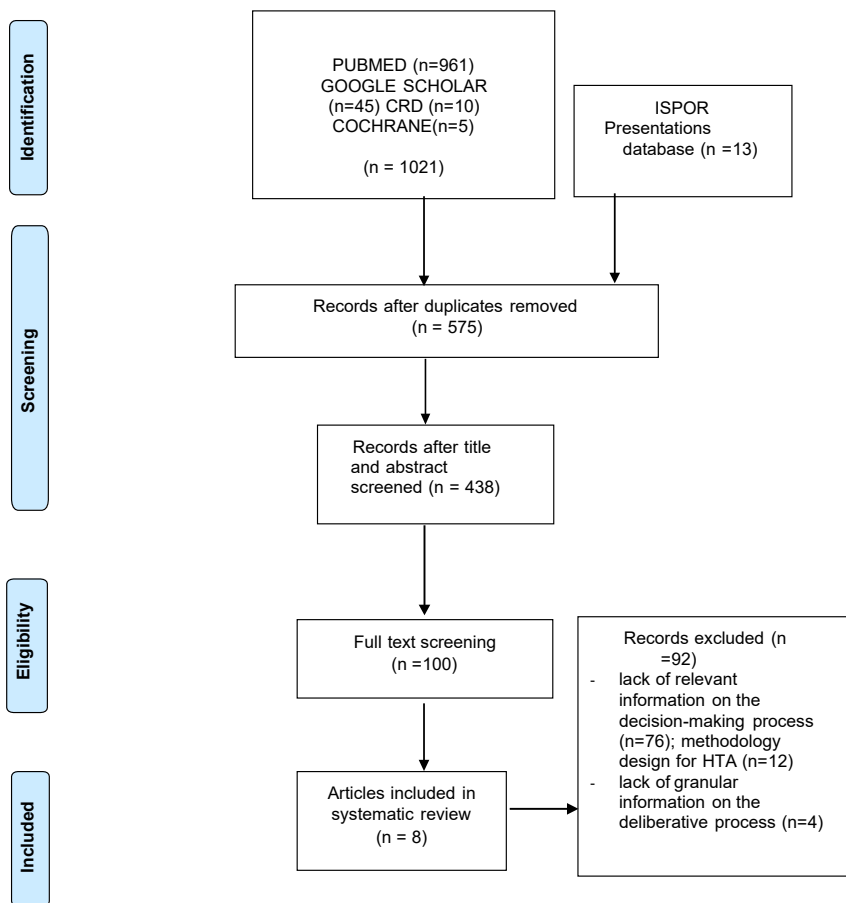 Identification
PUBMED (n=961)
GOOGLE SCHOLAR
(n=45) CRD (n=10)
COCHRANE(n=5)
(n = 1021)
ISPOR
Presentations
database (n =13)
Screening
Records after duplicates removed
(n = 575)
Records after title
and abstract
screened (n = 438)
Eligibility
Full text screening
(n =100)
Records excluded (n
=92)
- lack of relevant
information on the
decision-making process
(n=76); methodology
design for HTA (n=12)
- lack of granular
information on the
deliberative process (n=4)
Included
Articles included in
systematic review
(n = 8)